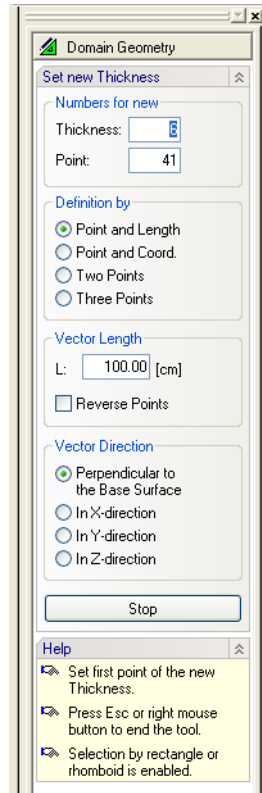 Domain Geometry
Set new Thickness
Numbers for new
Thickness: 6
Point: 41
Definition by
Point and Length
Point and Coord.
Two Points
Three Points
Vector Length
L: 100.00 [cm]
Reverse Points
Vector Direction
Perpendicular to
the Base Surface
In X-direction
In Y-direction
In Z-direction
Stop
Help
Set first point of the new
Thickness.
Press Esc or right mouse
button to end the tool.
Selection by rectangle or
rhomboid is enabled.